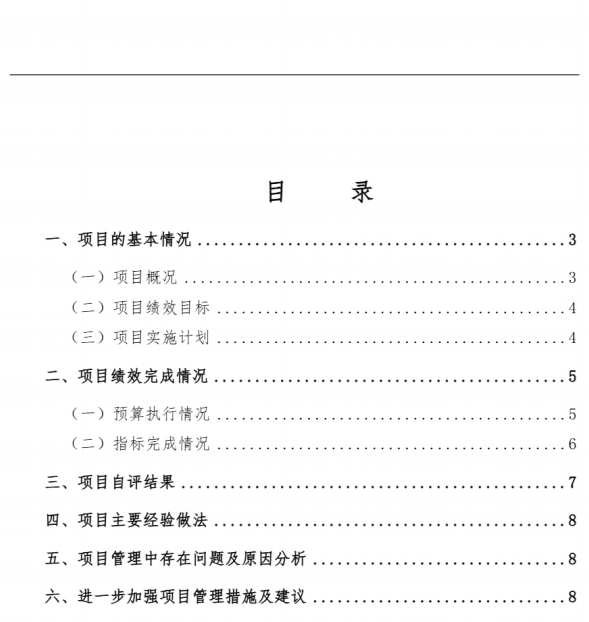 目 录
一、项目的基本情况 ............................................. 3
（一）项目概况 ............................................... 3
（二）项目绩效目标 ........................................... 4
（三）项目实施计划 ........................................... 4
二、项目绩效完成情况 ........................................... 5
（一）预算执行情况 ........................................... 5
（二）指标完成情况 ........................................... 6
三、项目自评结果 ............................................... 7
四、项目主要经验做法 ........................................... 8
五、项目管理中存在问题及原因分析 ............................... 8
六、进一步加强项目管理措施及建议 ............................... 8